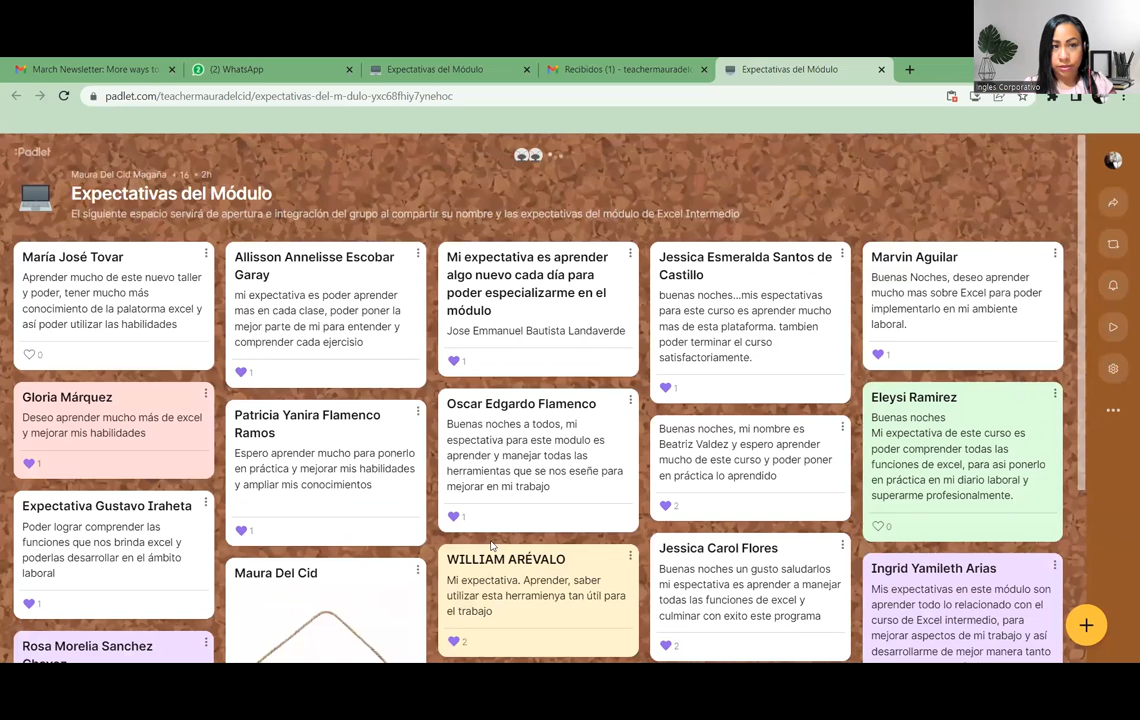 March Newsletter: More ways to
(2) WhatsApp
Expectativas del Módulo
Recibidos (1) - teachermauradelc
Expectativas del Módulo
padlet.com/teachermauradelcid/expectativas-del-m-dulo-yxc68fhiy7ynehoc
Ingles Corporativo
:Padlet
Maura Del Cid Magaña • 16 • 2h
Expectativas del Módulo
El siguiente espacio servirá de apertura e integración del grupo al compartir su nombre y las expectativas del módulo de Excel Intermedio
María José Tovar
Aprender mucho de este nuevo taller
y poder, tener mucho más
conocimiento de la palatorma excel y
así poder utilizar las habilidades
0
Gloria Márquez
Deseo aprender mucho más de excel
y mejorar mis habilidades
1
Expectativa Gustavo Iraheta
Poder lograr comprender las
funciones que nos brinda excel y
poderlas desarrollar en el ámbito
laboral
1
Rosa Morelia Sanchez
Chavez
Allisson Annelisse Escobar
Garay
mi expectativa es poder aprender
mas en cada clase, poder poner la
mejor parte de mi para entender y
comprender cada ejercisio
1
Patricia Yanira Flamenco
Ramos
Espero aprender mucho para ponerlo
en práctica y mejorar mis habilidades
y ampliar mis conocimientos
1
Maura Del Cid
Mi expectativa es aprender
algo nuevo cada día para
poder especializarme en el
módulo
Jose Emmanuel Bautista Landaverde
1
Oscar Edgardo Flamenco
Buenas noches a todos, mi
espectativa para este modulo es
aprender y manejar todas las
herramientas que se nos eseñe para
mejorar en mi trabajo
1
WILLIAM ARÉVALO
Mi expectativa. Aprender, saber
utilizar esta herramienya tan útil para
el trabajo
2
Jessica Esmeralda Santos de
Castillo
buenas noches...mis espectativas
para este curso es aprender mucho
mas de esta plataforma. tambien
poder terminar el curso
satisfactoriamente.
1
Buenas noches, mi nombre es
Beatriz Valdez y espero aprender
mucho de este curso y poder poner
en práctica lo aprendido
2
Jessica Carol Flores
Buenas noches un gusto saludarlos
mi expectativa es aprender a manejar
todas las funciones de excel y
culminar con exito este programa
2
Marvin Aguilar
Buenas Noches, deseo aprender
mucho mas sobre Excel para poder
implementarlo en mi ambiente
laboral.
1
Eleysi Ramirez
Buenas noches
Mi expectativa de este curso es
poder comprender todas las
funciones de excel, para asi ponerlo
en práctica en mi diario laboral y
superarme profesionalmente.
0
Ingrid Yamileth Arias
Mis expectativas en este módulo son
aprender todo lo relacionado con el
curso de Excel intermedio, para
mejorar aspectos de mi trabajo y así
desarrollarme de mejor manera tanto